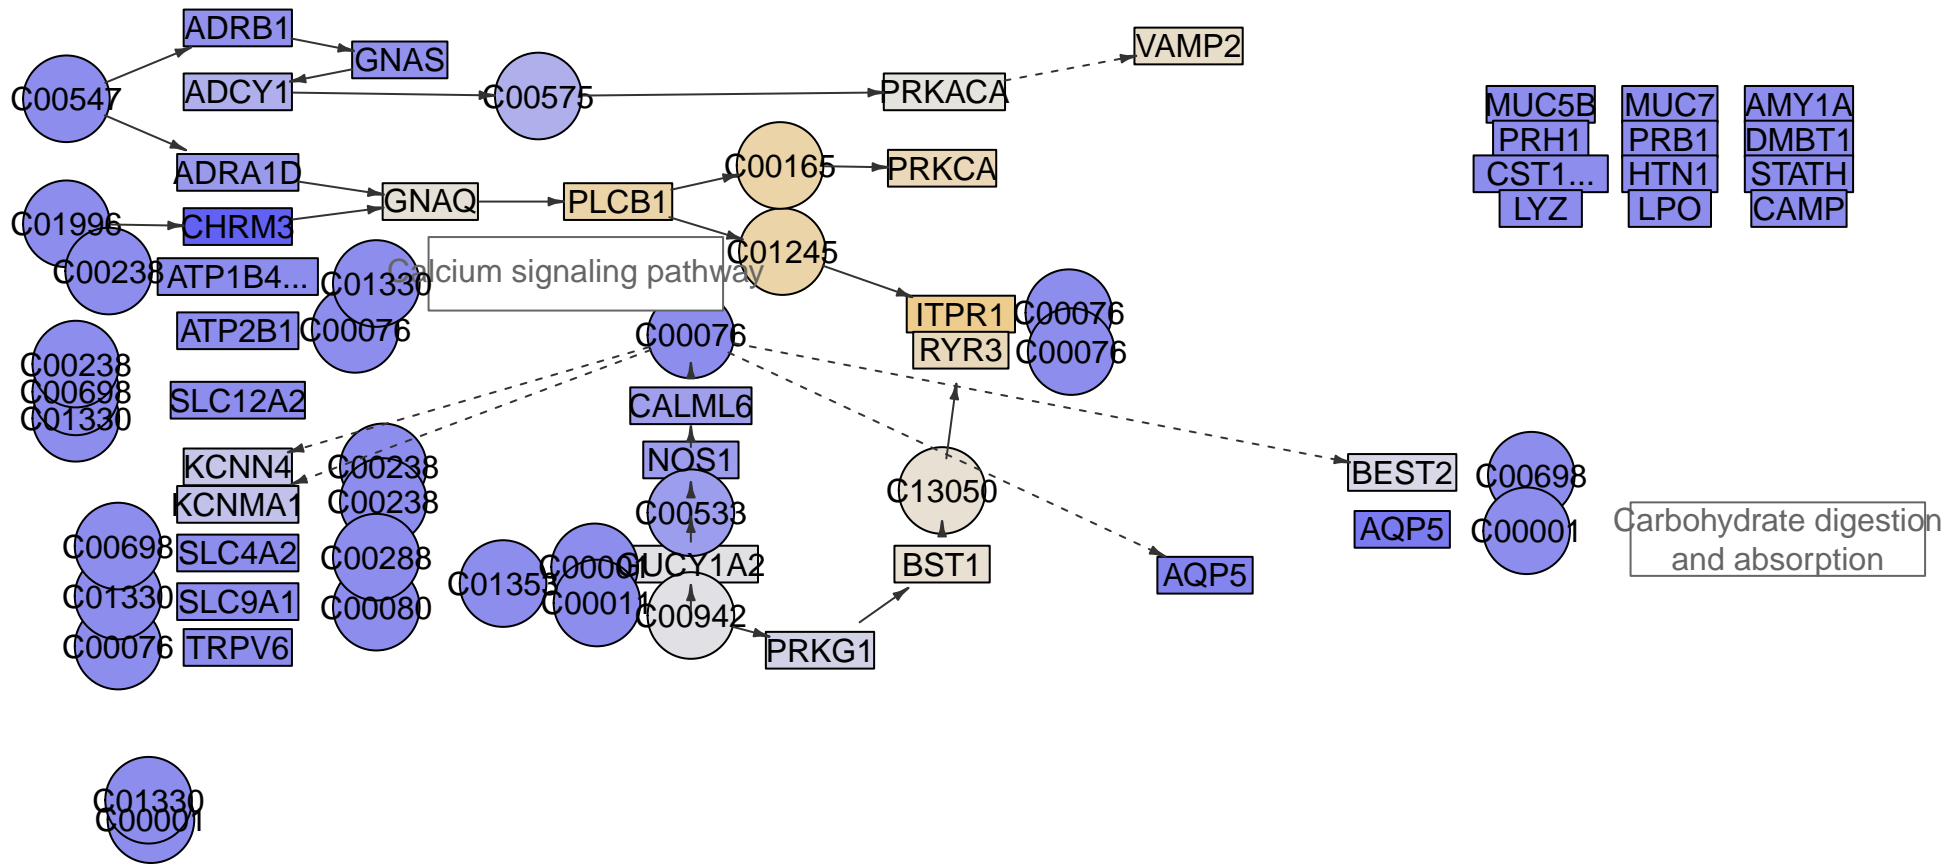 ADRB1
GNAS
VAMP2
C00547
ADCY1
C00575
PRKACA
MUC5B
MUC7
AMY1A
PRH1
PRB1
DMBT1
ADRA1D
C00165
PRKCA
CST1...
HTN1
STATH
GNAQ
PLCB1
LYZ
LPO
CAMP
C01996
CHRM3
C01245
C00238
ATP1B4...
C01330
Calcium signaling pathway
ATP2B1
C00076
C00076
ITPR1
C00076
RYR3
C00076
C00238
C00698
C01330
SLC12A2
CALML6
KCNN4
C00238
NOS1
BEST2
C00698
KCNMA1
C00238
C00533
C13050
AQP5
C00001
Carbohydrate digestion
and absorption
C00698
SLC4A2
C00288
C01353
C00001
GUCY1A2
BST1
AQP5
C01330
SLC9A1
C00080
C00011
C00942
C00076
TRPV6
PRKG1
C01330
C00001